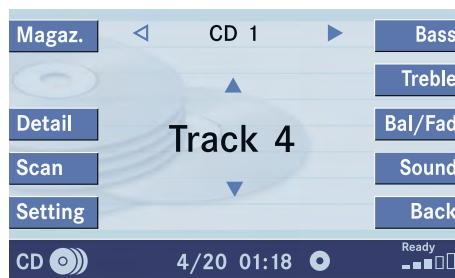 Magaz.
CD 1
Bass
Treble
Detail
Track 4
Bal/Fad
Scan
Sound
Setting
Back
CD
4/20 01:18
Ready